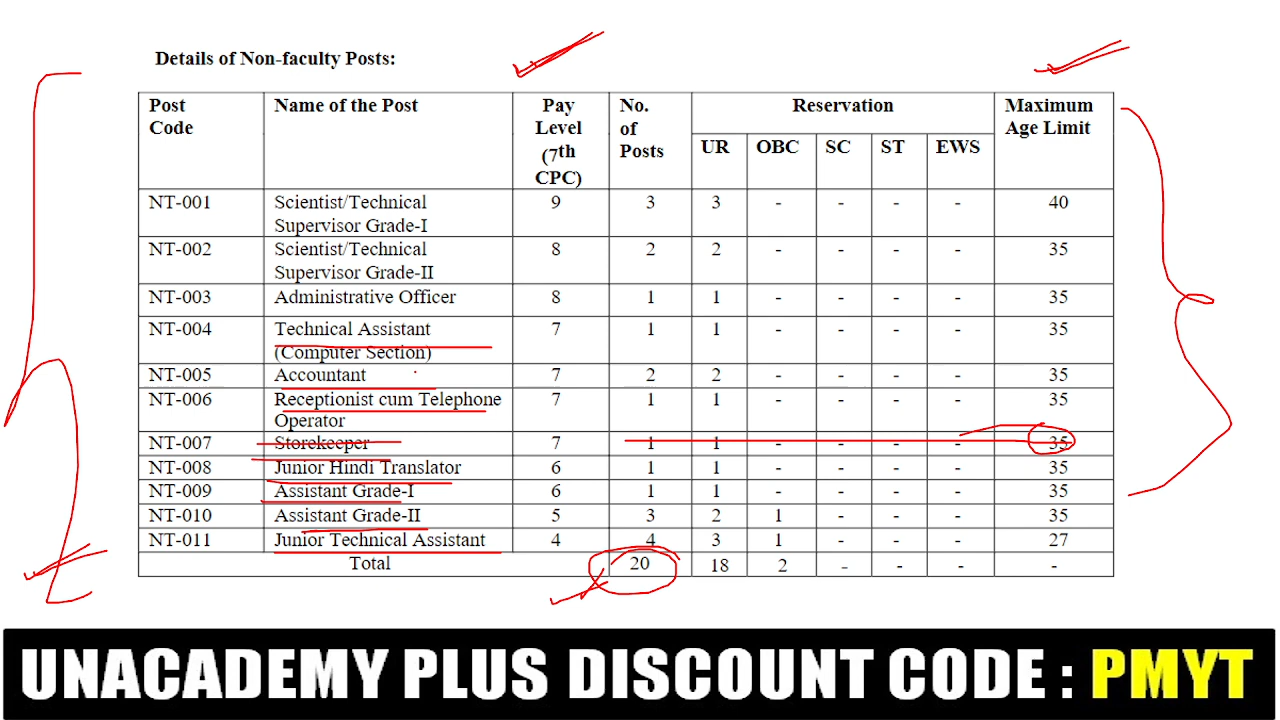 Details of Non-faculty Posts:
Post Code | Name of the Post | Pay Level (7th CPC) | No. of Posts | Reservation | Maximum Age Limit
UR | OBC | SC | ST | EWS
NT-001 | Scientist/Technical Supervisor Grade-I | 9 | 3 | 3 | - | - | - | - | 40
NT-002 | Scientist/Technical Supervisor Grade-II | 8 | 2 | 2 | - | - | - | - | 35
NT-003 | Administrative Officer | 8 | 1 | 1 | - | - | - | - | 35
NT-004 | Technical Assistant (Computer Section) | 7 | 1 | 1 | - | - | - | - | 35
NT-005 | Accountant | 7 | 2 | 2 | - | - | - | - | 35
NT-006 | Receptionist cum Telephone Operator | 7 | 1 | 1 | - | - | - | - | 35
NT-007 | Storekeeper | 7 | 1 | 1 | - | - | - | - | 35
NT-008 | Junior Hindi Translator | 6 | 1 | 1 | - | - | - | - | 35
NT-009 | Assistant Grade-I | 6 | 1 | 1 | - | - | - | - | 35
NT-010 | Assistant Grade-II | 5 | 3 | 2 | 1 | - | - | - | 35
NT-011 | Junior Technical Assistant | 4 | 4 | 3 | 1 | - | - | - | 27
Total | 20 | 18 | 2 | - | - | - | -
UNACADEMY PLUS DISCOUNT CODE : PMYT